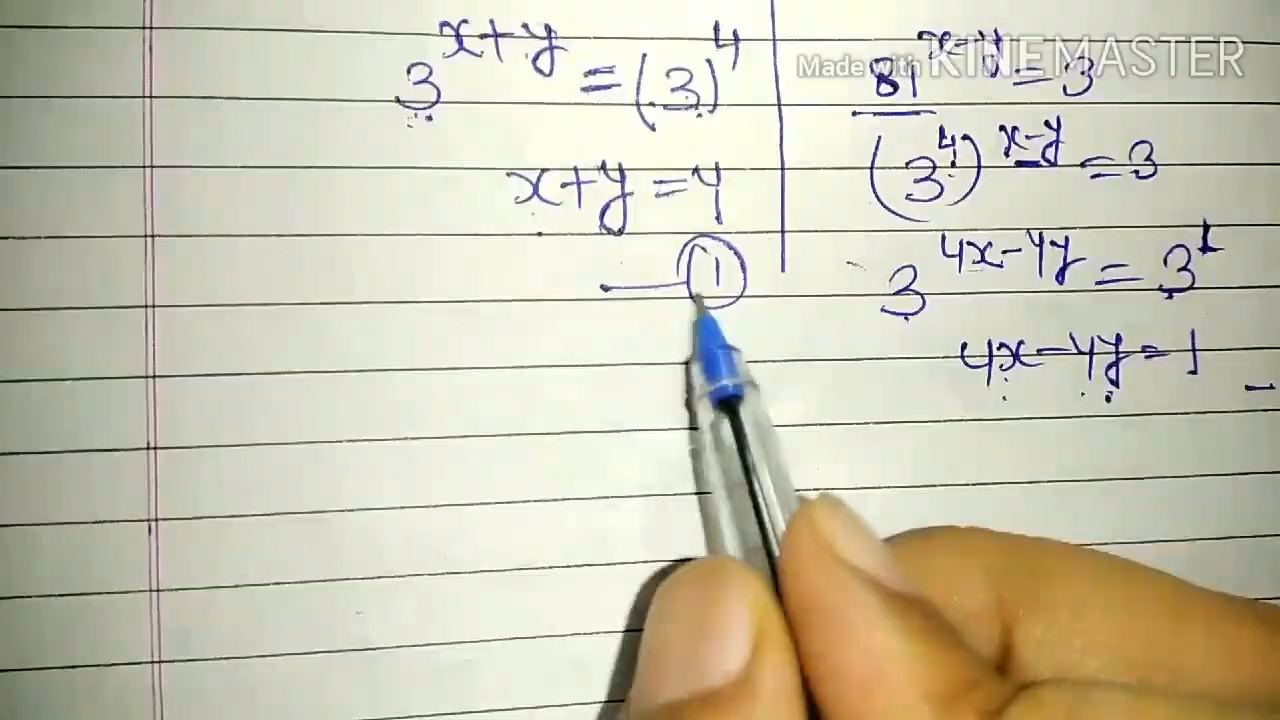 3^{x+y} = (3)^4
x+y = 4
— ①
Made with KINEMASTER
81^{x-y} = 3
(3^4)^{x-y} = 3
3^{4x-4y} = 3^1
4x-4y = 1 -